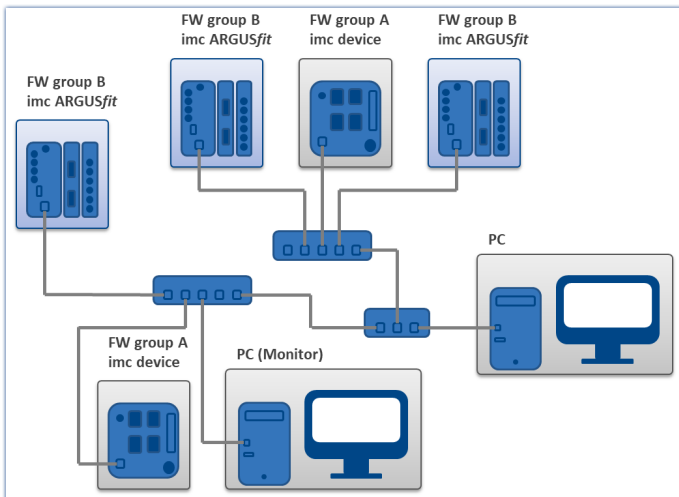 FW group B
imc ARGUSfit
FW group A
imc device
FW group B
imc ARGUSfit
FW group B
imc ARGUSfit
PC
FW group A
imc device
PC (Monitor)